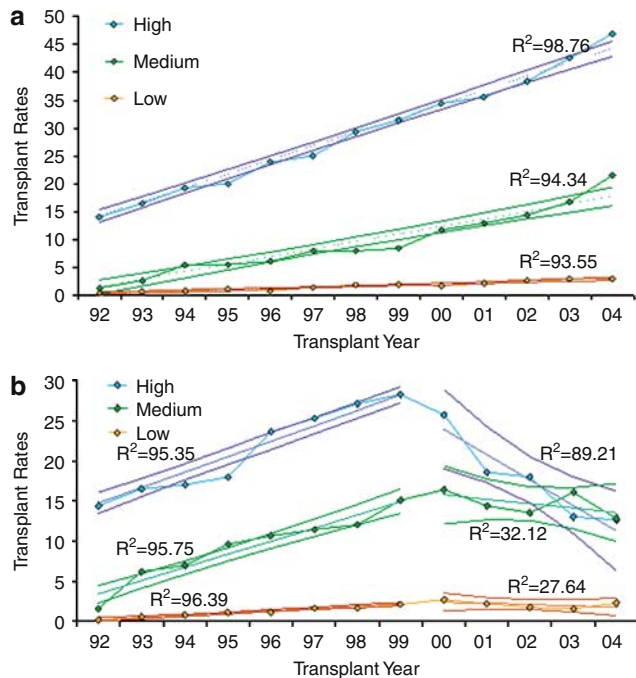 a
50
45
40
35
30
25
20
15
10
5
0
Transplant Rates
High
Medium
Low
R²=98.76
R²=94.34
R²=93.55
92 93 94 95 96 97 98 99 00 01 02 03 04
Transplant Year
b
30
25
20
15
10
5
0
Transplant Rates
High
Medium
Low
R²=95.35
R²=89.21
R²=95.75
R²=32.12
R²=96.39
R²=27.64
92 93 94 95 96 97 98 99 00 01 02 03 04
Transplant Year